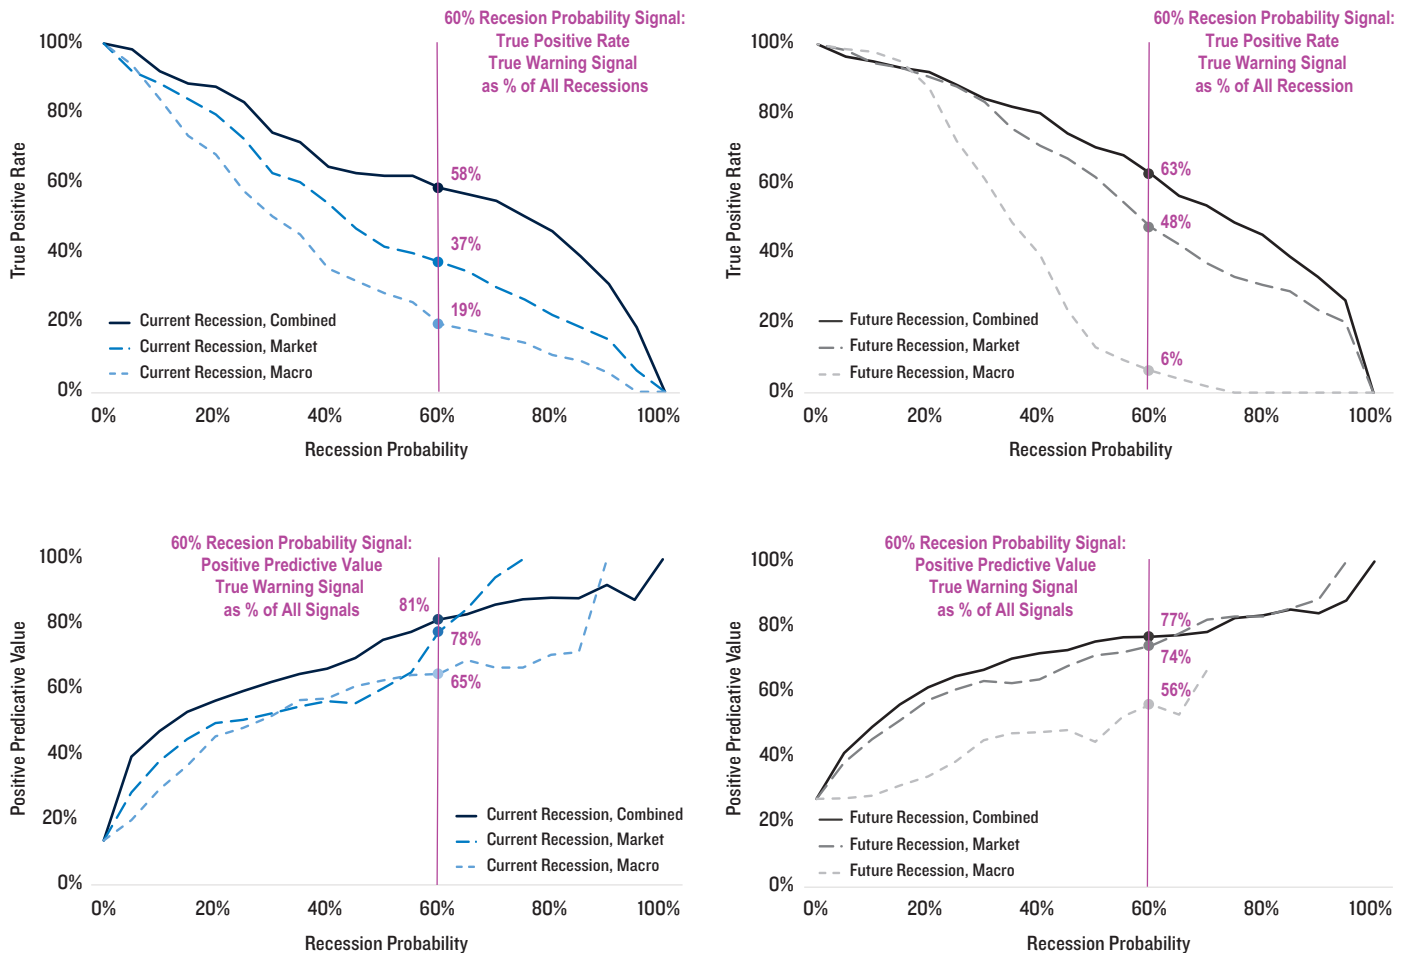 60% Recesion Probability Signal:
True Positive Rate
True Warning Signal
as % of All Recessions
100%
80%
60%
40%
20%
0%
True Positive Rate
58%
37%
19%
Current Recession, Combined
Current Recession, Market
Current Recession, Macro
0%
20%
40%
60%
80%
100%
Recession Probability
60% Recesion Probability Signal:
True Positive Rate
True Warning Signal
as % of All Recession
100%
80%
60%
40%
20%
0%
True Positive Rate
63%
48%
6%
Future Recession, Combined
Future Recession, Market
Future Recession, Macro
0%
20%
40%
60%
80%
100%
Recession Probability
60% Recesion Probability Signal:
Positive Predictive Value
True Warning Signal
as % of All Signals
100%
80%
60%
40%
20%
0%
Positive Predicative Value
81%
78%
65%
Current Recession, Combined
Current Recession, Market
Current Recession, Macro
0%
20%
40%
60%
80%
100%
Recession Probability
60% Recesion Probability Signal:
Positive Predictive Value
True Warning Signal
as % of All Signals
100%
80%
60%
40%
20%
0%
Positive Predicative Value
77%
74%
56%
Future Recession, Combined
Future Recession, Market
Future Recession, Macro
0%
20%
40%
60%
80%
100%
Recession Probability